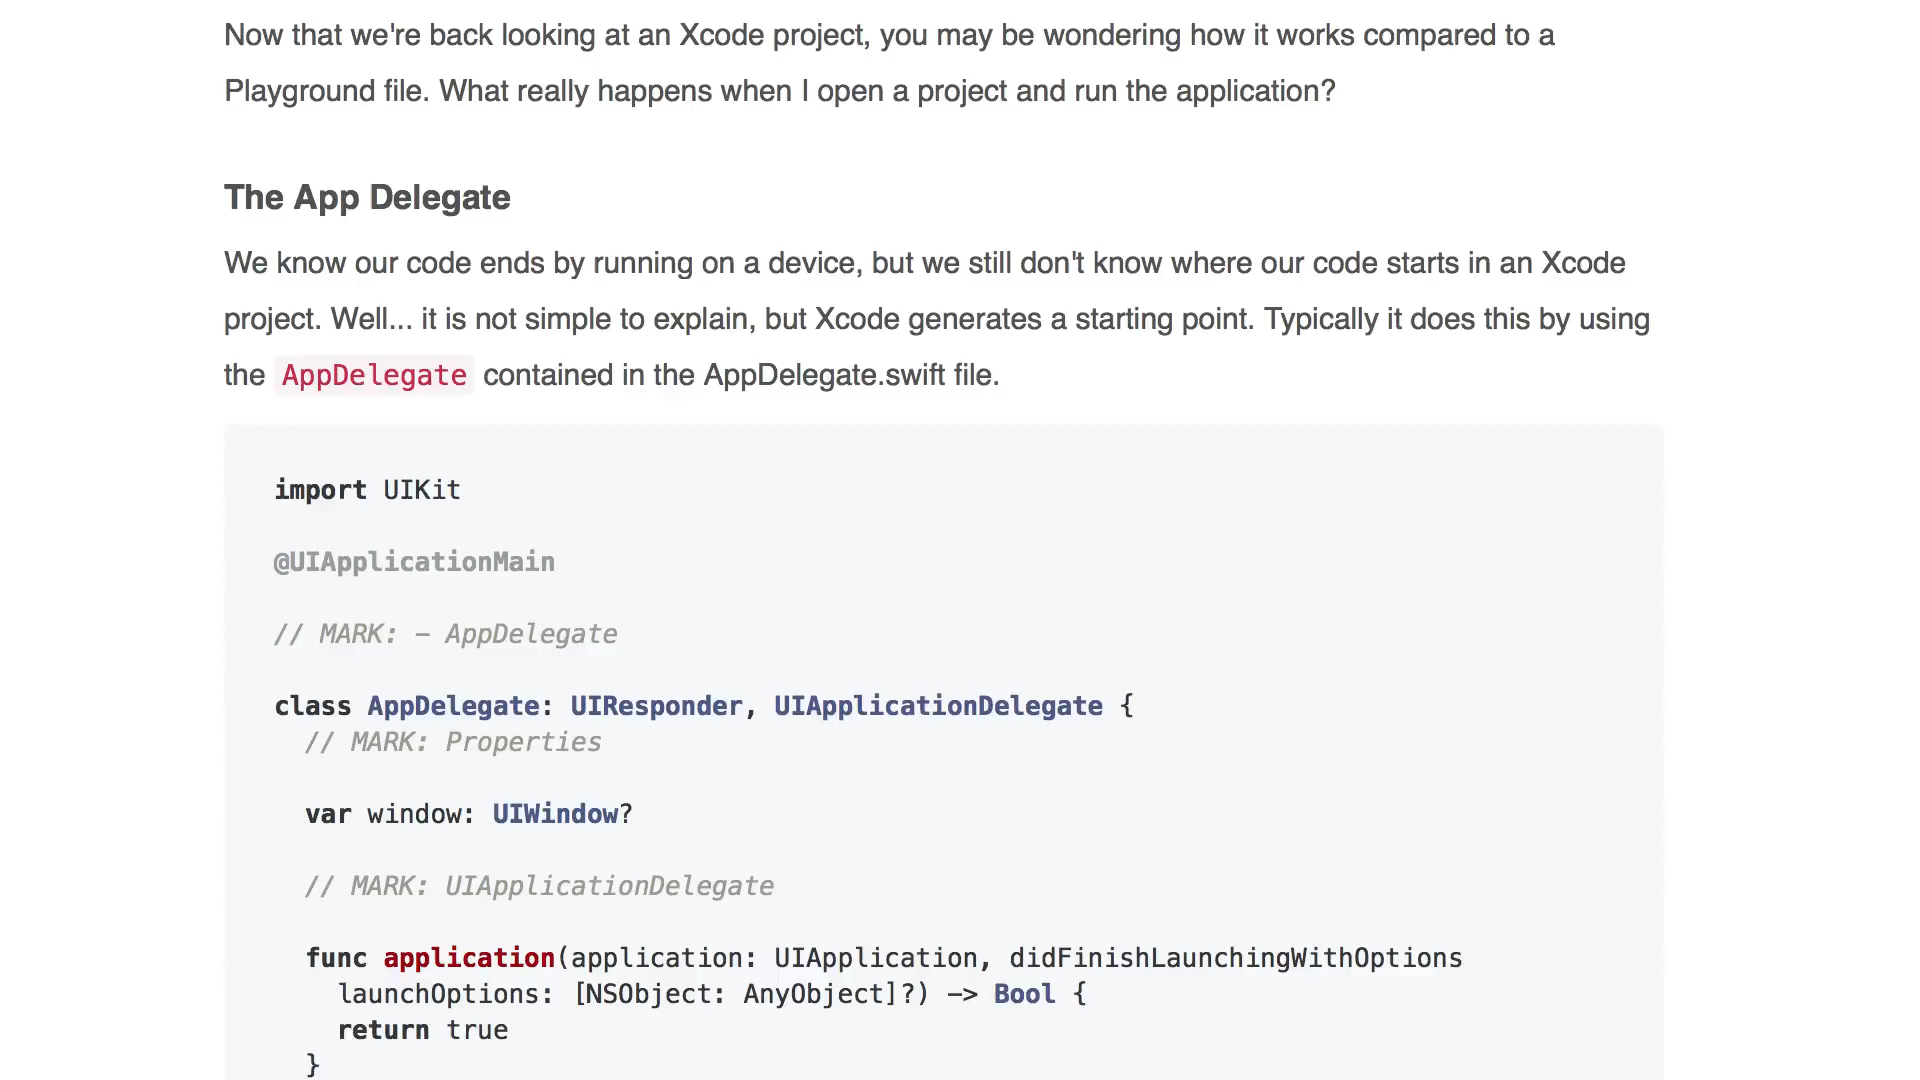 Now that we're back looking at an Xcode project, you may be wondering how it works compared to a
Playground file. What really happens when I open a project and run the application?
The App Delegate
We know our code ends by running on a device, but we still don't know where our code starts in an Xcode
project. Well... it is not simple to explain, but Xcode generates a starting point. Typically it does this by using
the AppDelegate contained in the AppDelegate.swift file.
import UIKit
@UIApplicationMain
// MARK: - AppDelegate
class AppDelegate: UIResponder, UIApplicationDelegate {
// MARK: Properties
var window: UIWindow?
// MARK: UIApplicationDelegate
func application(application: UIApplication, didFinishLaunchingWithOptions
launchOptions: [NSObject: AnyObject]?) -> Bool {
return true
}